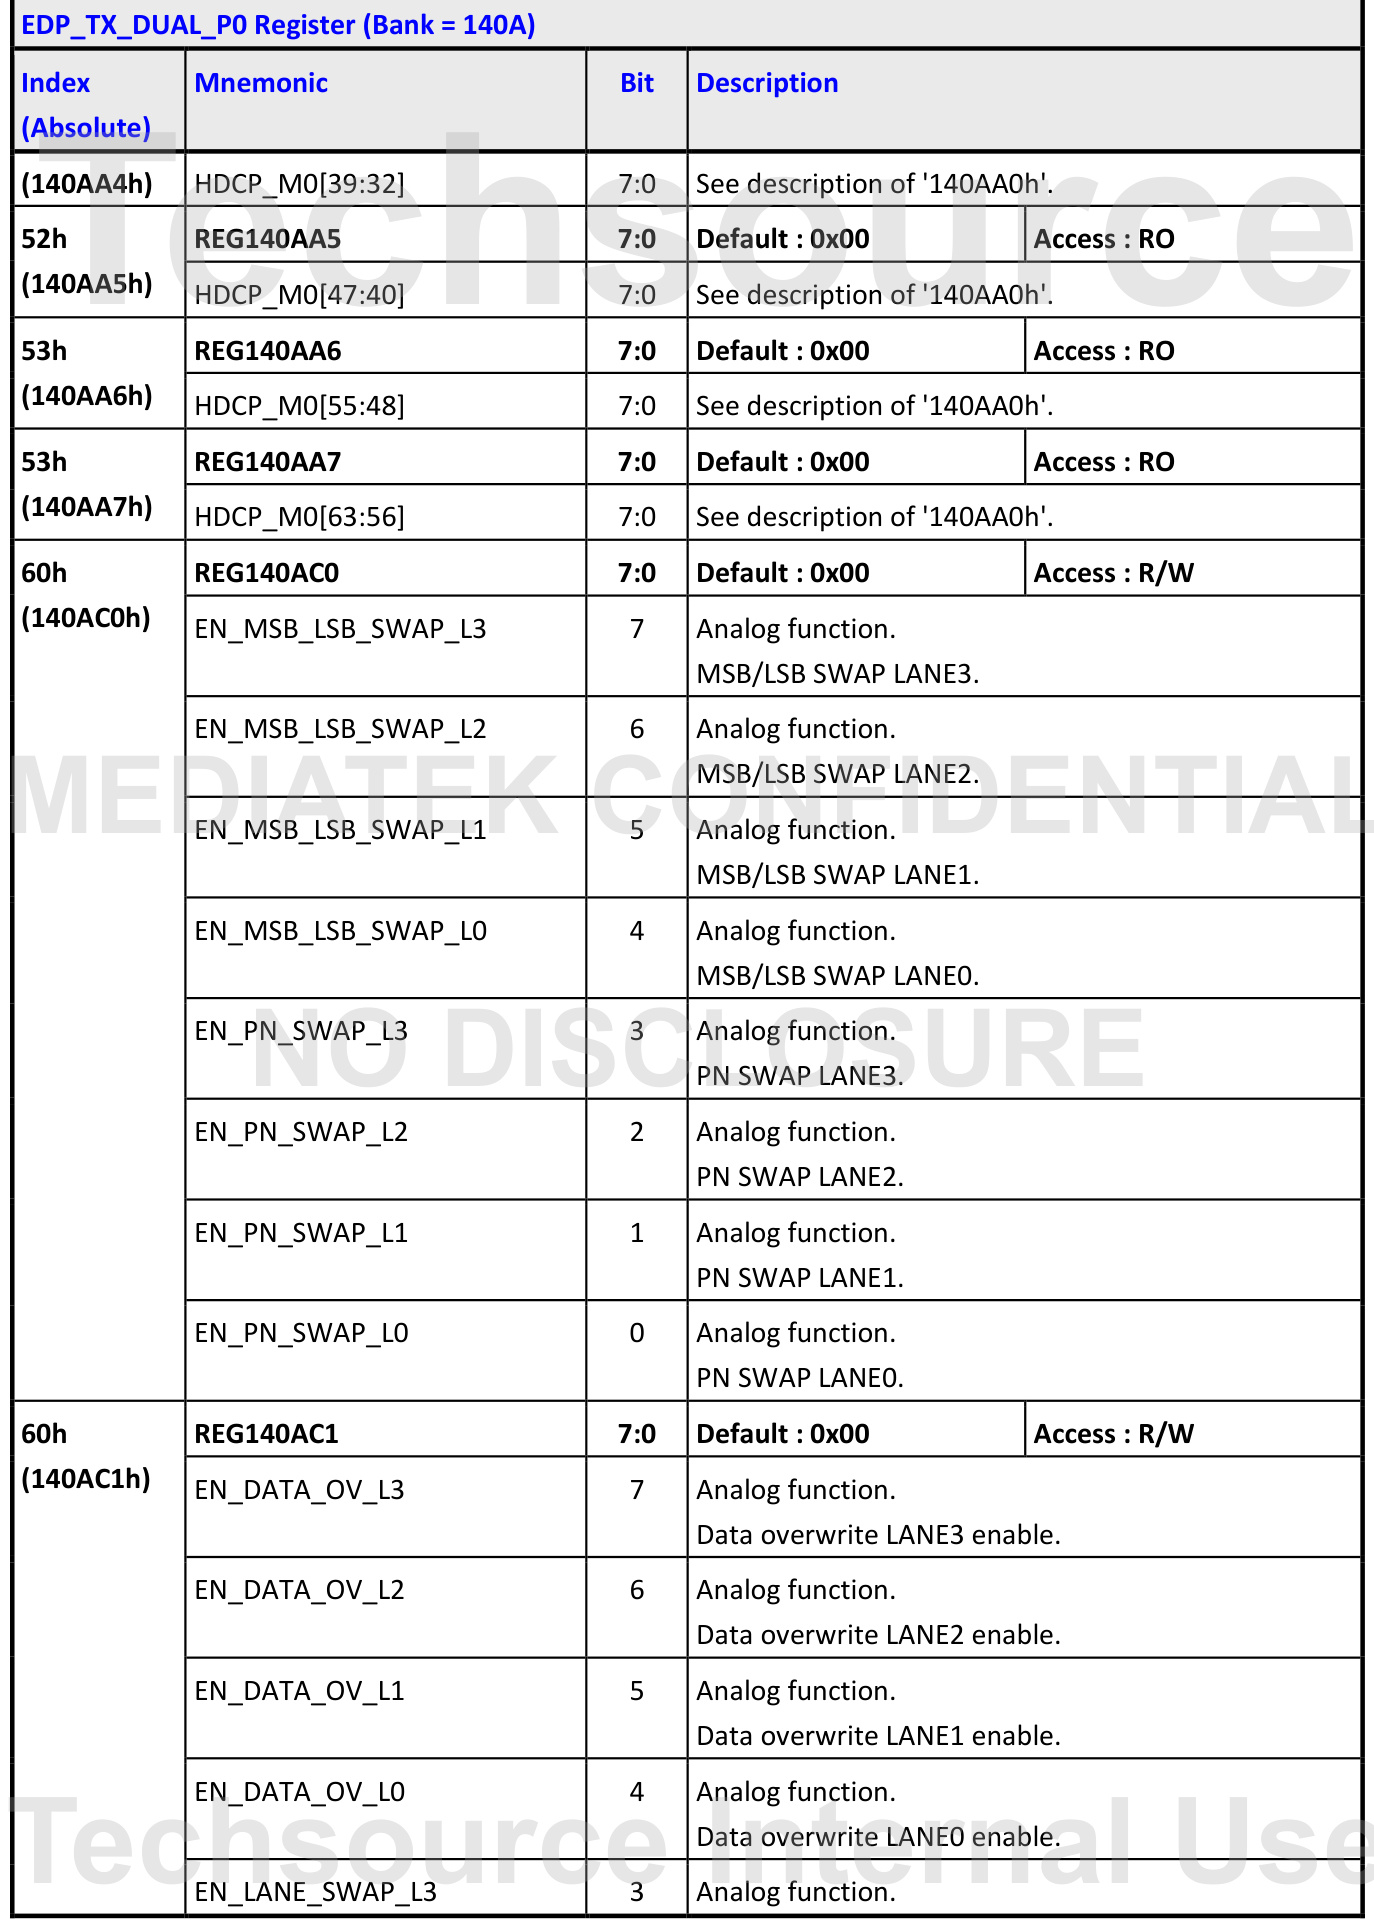 EDP_TX_DUAL_P0 Register (Bank = 140A)
Index (Absolute) Mnemonic Bit Description
(140AA4h) HDCP_M0[39:32] 7:0 See description of '140AA0h'.
52h (140AA5h) REG140AA5 7:0 Default : 0x00 Access : RO
HDCP_M0[47:40] 7:0 See description of '140AA0h'.
53h (140AA6h) REG140AA6 7:0 Default : 0x00 Access : RO
HDCP_M0[55:48] 7:0 See description of '140AA0h'.
53h (140AA7h) REG140AA7 7:0 Default : 0x00 Access : RO
HDCP_M0[63:56] 7:0 See description of '140AA0h'.
60h (140AC0h) REG140AC0 7:0 Default : 0x00 Access : R/W
EN_MSB_LSB_SWAP_L3 7 Analog function.
MSB/LSB SWAP LANE3.
EN_MSB_LSB_SWAP_L2 6 Analog function.
MSB/LSB SWAP LANE2.
EN_MSB_LSB_SWAP_L1 5 Analog function.
MSB/LSB SWAP LANE1.
EN_MSB_LSB_SWAP_L0 4 Analog function.
MSB/LSB SWAP LANE0.
EN_PN_SWAP_L3 3 Analog function.
PN SWAP LANE3.
EN_PN_SWAP_L2 2 Analog function.
PN SWAP LANE2.
EN_PN_SWAP_L1 1 Analog function.
PN SWAP LANE1.
EN_PN_SWAP_L0 0 Analog function.
PN SWAP LANE0.
60h (140AC1h) REG140AC1 7:0 Default : 0x00 Access : R/W
EN_DATA_OV_L3 7 Analog function.
Data overwrite LANE3 enable.
EN_DATA_OV_L2 6 Analog function.
Data overwrite LANE2 enable.
EN_DATA_OV_L1 5 Analog function.
Data overwrite LANE1 enable.
EN_DATA_OV_L0 4 Analog function.
Data overwrite LANE0 enable.
EN_LANE_SWAP_L3 3 Analog function.
Techsource
MEDIATEK CONFIDENTIAL
NO DISCLOSURE
Techsource Internal Use